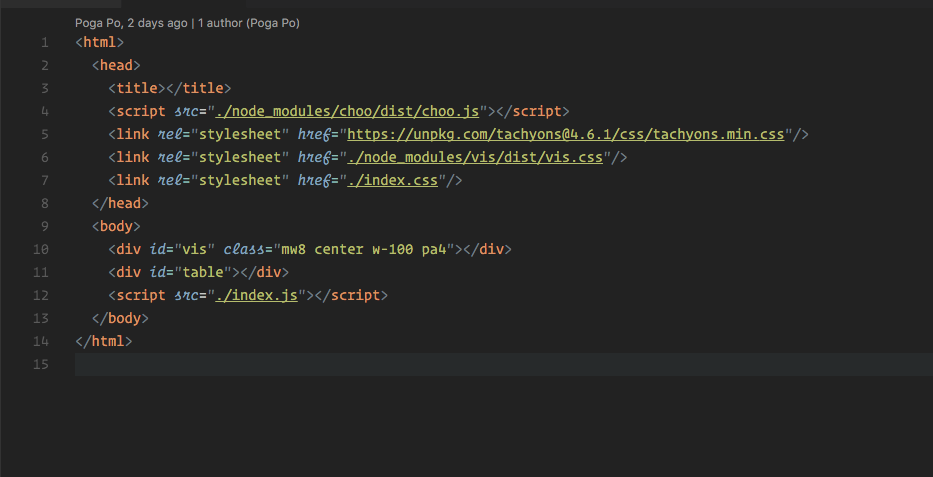 Poga Po, 2 days ago | 1 author (Poga Po)
1 <html>
2 <head>
3 <title></title>
4 <script src="./node_modules/choo/dist/choo.js"></script>
5 <link rel="stylesheet" href="https://unpkg.com/tachyons@4.6.1/css/tachyons.min.css"/>
6 <link rel="stylesheet" href="./node_modules/vis/dist/vis.css"/>
7 <link rel="stylesheet" href="./index.css"/>
8 </head>
9 <body>
10 <div id="vis" class="mw8 center w-100 pa4"></div>
11 <div id="table"></div>
12 <script src="./index.js"></script>
13 </body>
14 </html>
15